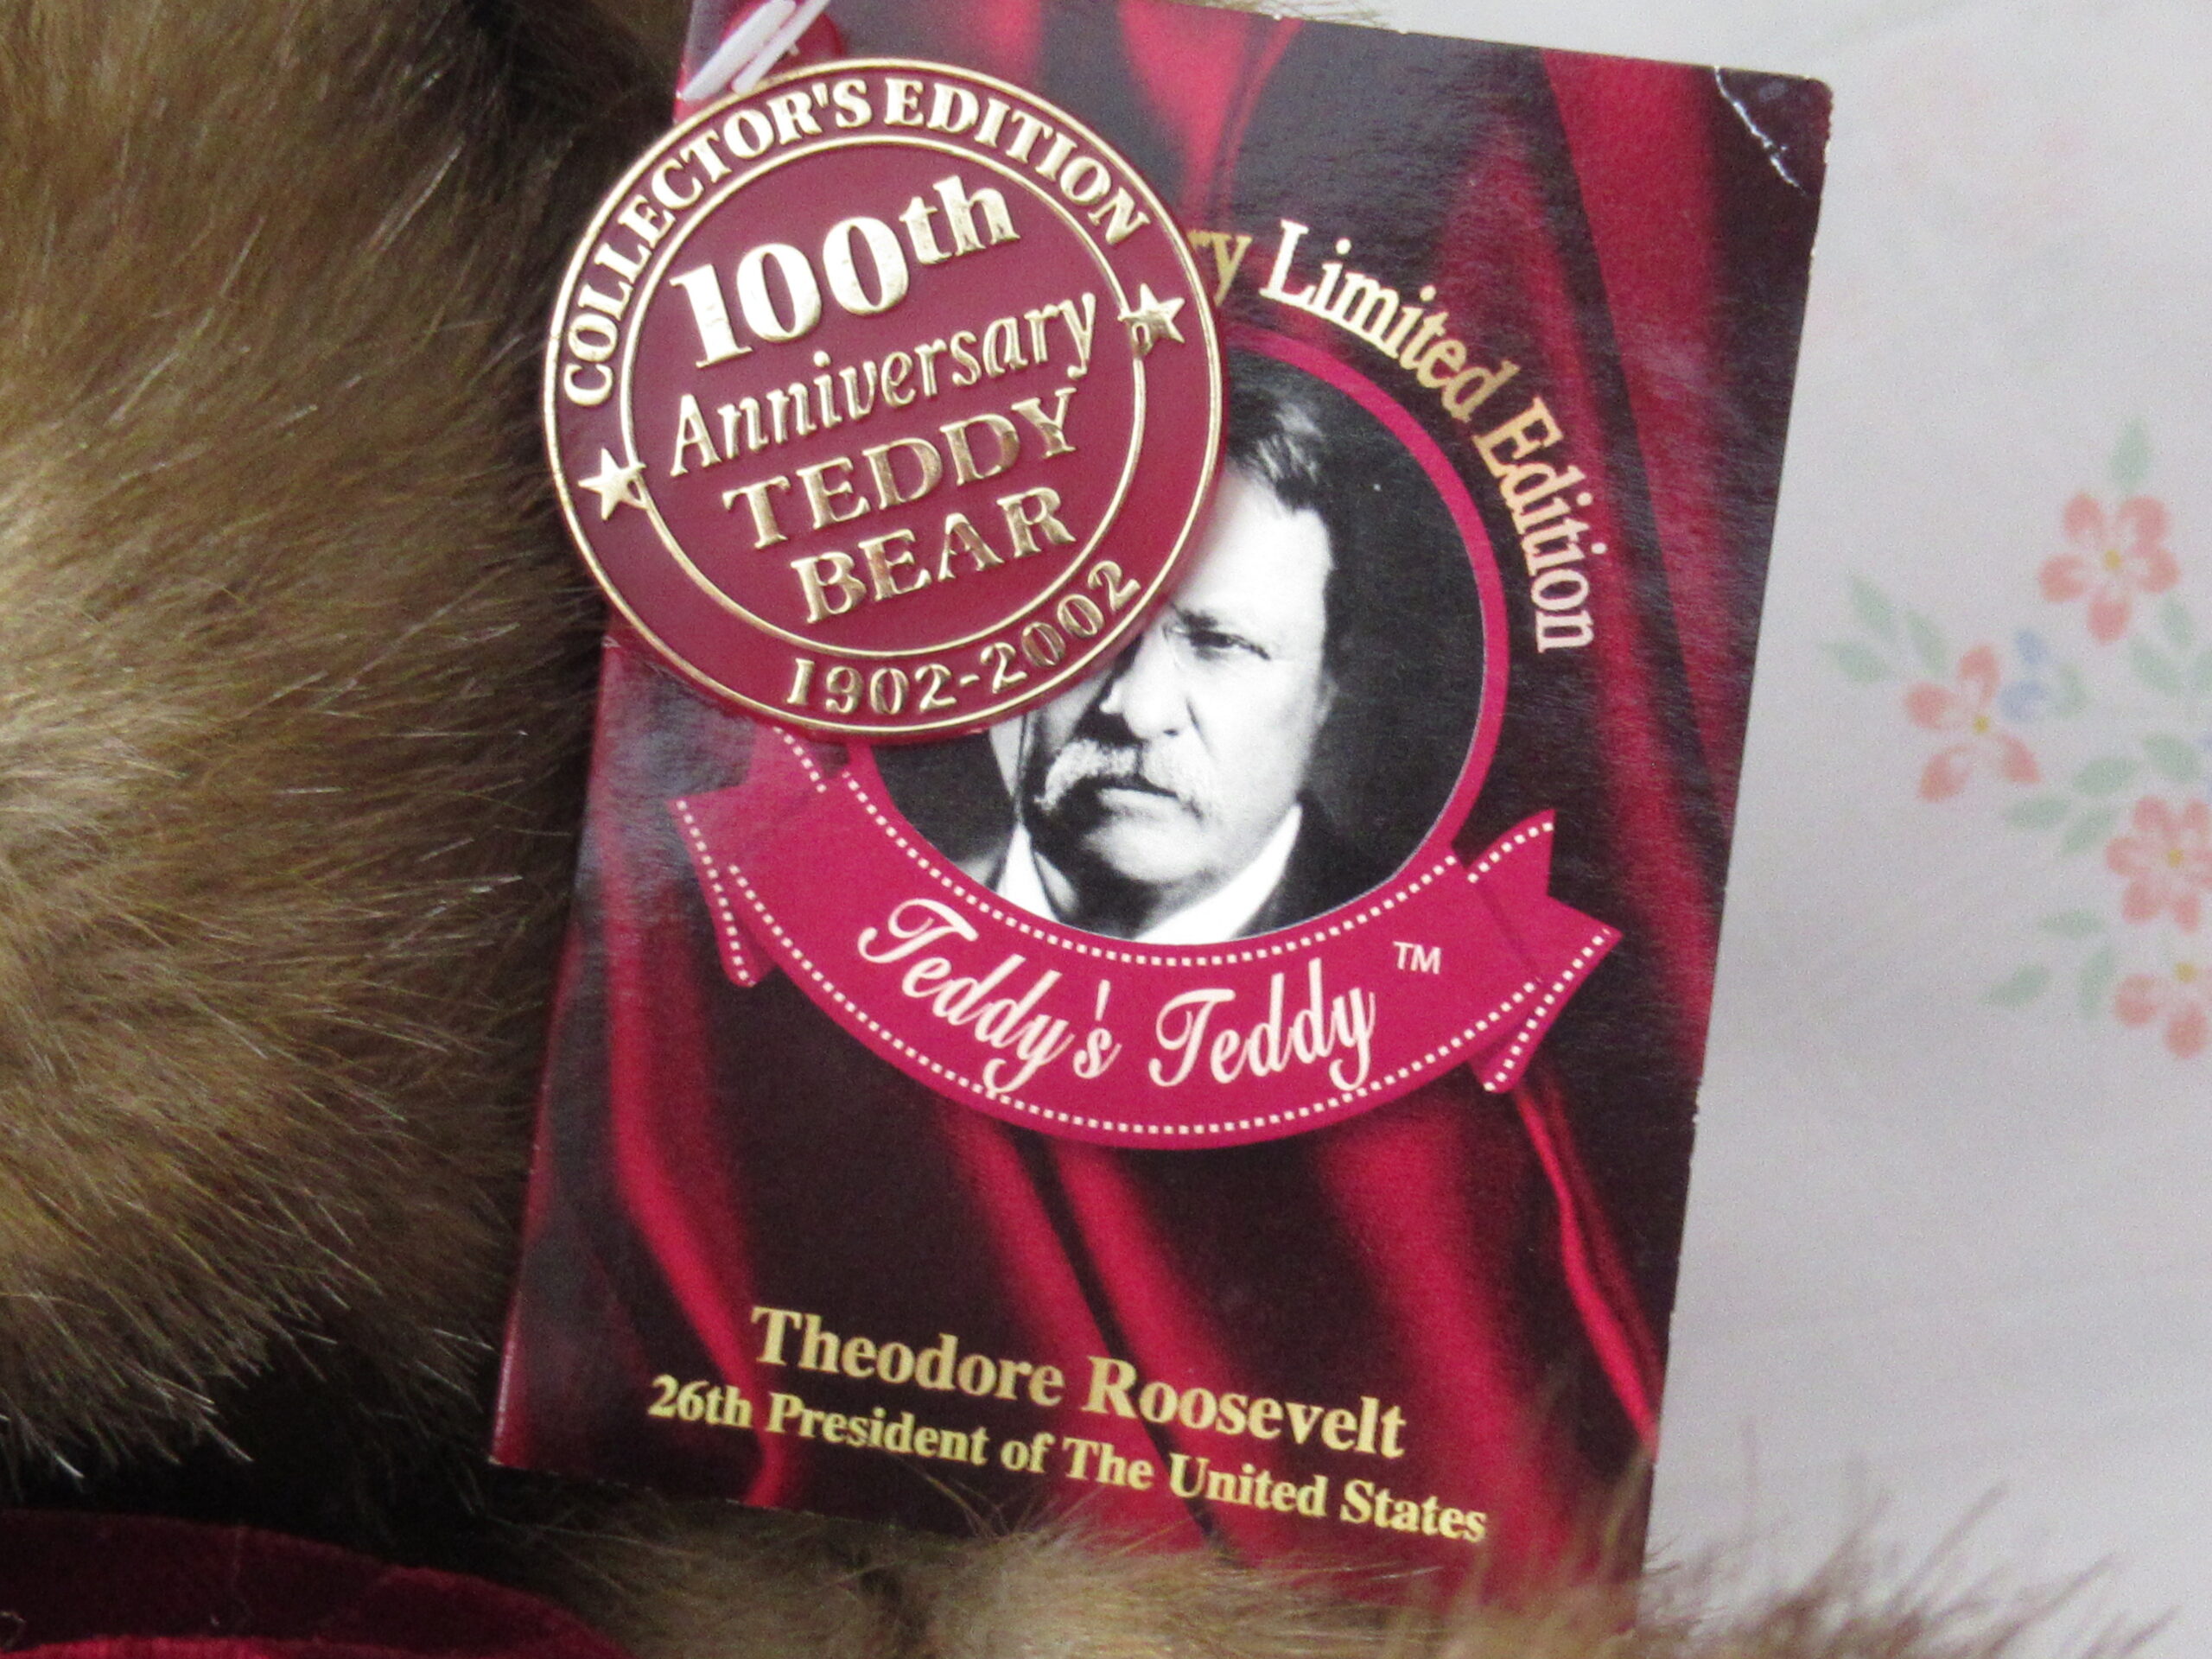 COLLECTOR'S EDITION
100th
Anniversary
TEDDY
BEAR
1902-2002
Limited Edition
Teddy's Teddy ™
Theodore Roosevelt
26th President of The United States